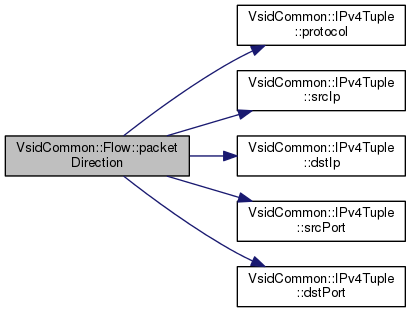 VsidCommon::Flow::packet
Direction
VsidCommon::IPv4Tuple
::protocol
VsidCommon::IPv4Tuple
::srcIp
VsidCommon::IPv4Tuple
::dstIp
VsidCommon::IPv4Tuple
::srcPort
VsidCommon::IPv4Tuple
::dstPort